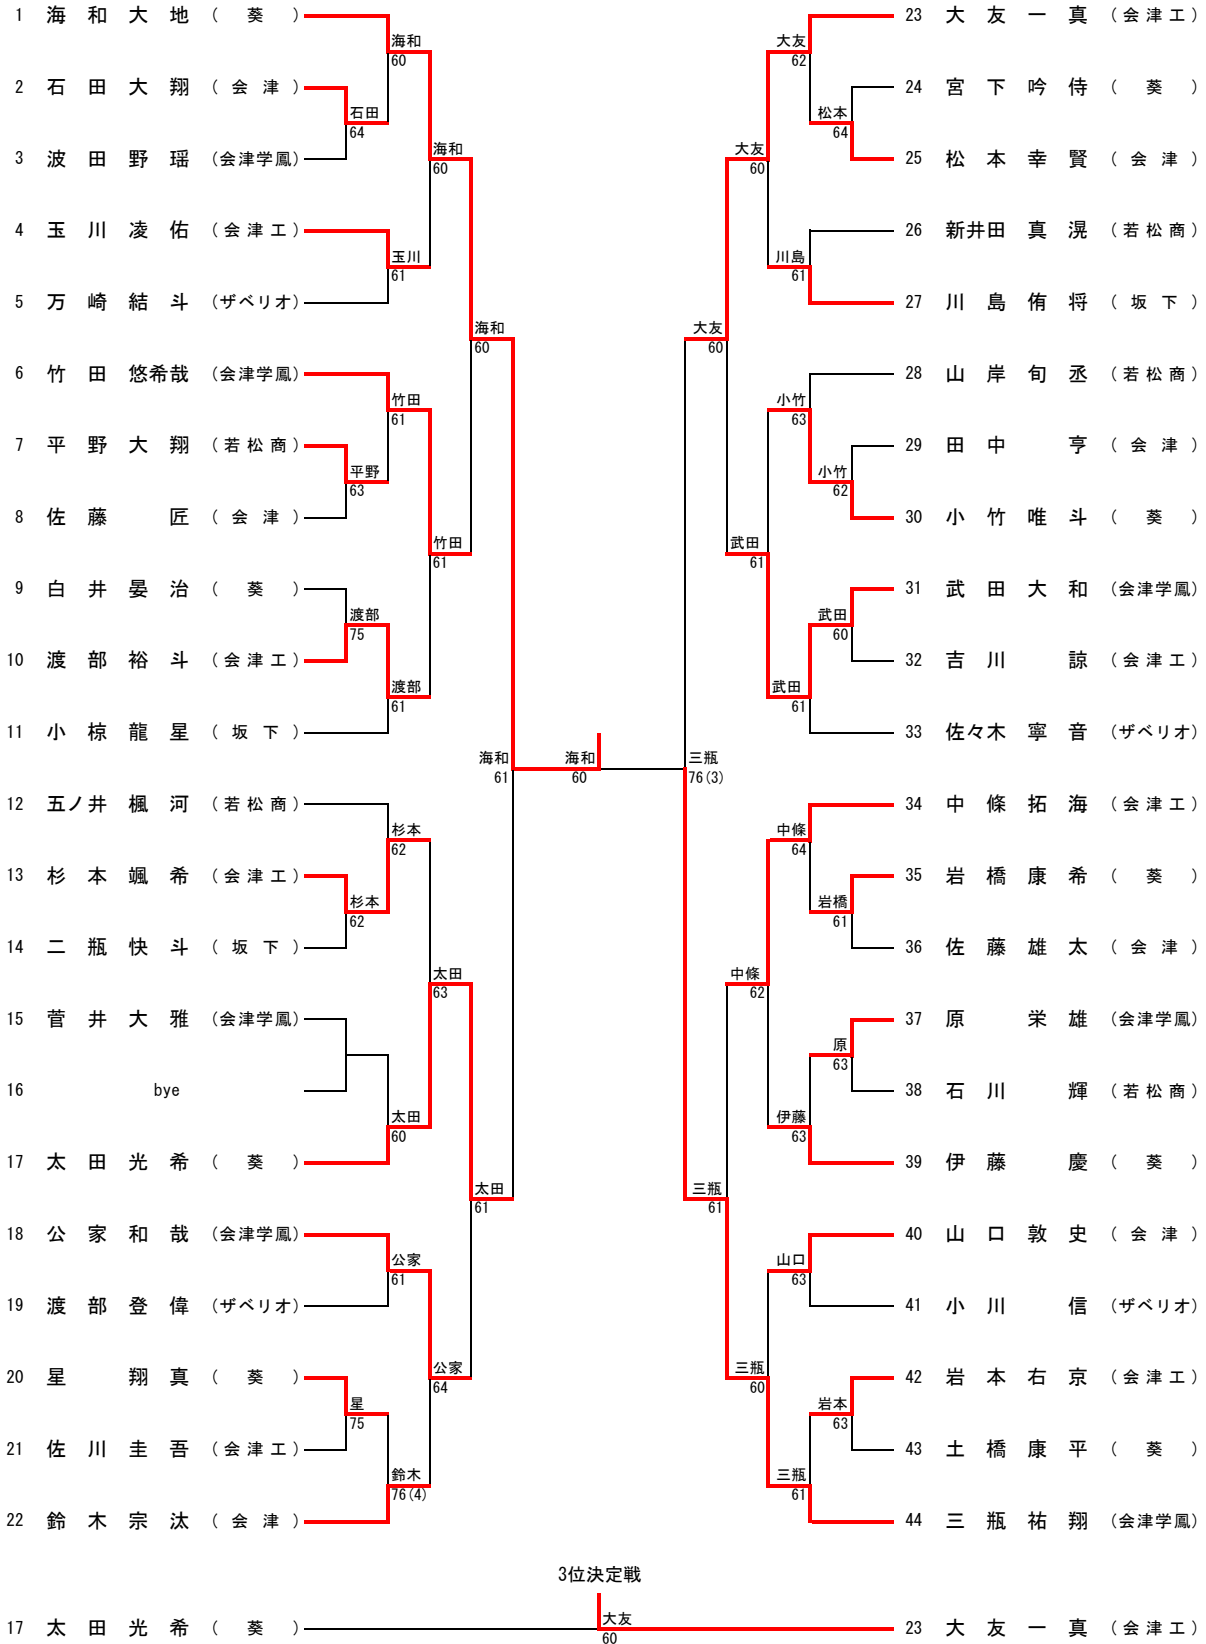 1 海 和 大 地 ( 葵 )
23 大 友 一 真 (会津工)
海和
60
大友
62
2 石 田 大 翔 ( 会 津 )
24 宮 下 吟 侍 ( 葵 )
石田
64
松本
64
3 波 田 野 瑶 (会津学鳳)
25 松 本 幸 賢 ( 会 津 )
海和
60
大友
60
4 玉 川 凌 佑 (会津工)
26 新井田 真 滉 (若松商)
玉川
61
川島
61
5 万 崎 結 斗 (ザベリオ)
27 川 島 侑 将 ( 坂 下 )
海和
60
大友
60
6 竹 田 悠希哉 (会津学鳳)
28 山 岸 旬 丞 (若松商)
竹田
61
小竹
63
7 平 野 大 翔 (若松商)
29 田 中 亨 ( 会 津 )
平野
63
小竹
62
8 佐 藤 匠 ( 会 津 )
30 小 竹 唯 斗 ( 葵 )
竹田
61
武田
61
9 白 井 晏 治 ( 葵 )
31 武 田 大 和 (会津学鳳)
渡部
75
武田
60
10 渡 部 裕 斗 (会津工)
32 吉 川 諒 (会津工)
渡部
61
武田
61
11 小 椋 龍 星 ( 坂 下 )
33 佐々木 寧 音 (ザベリオ)
海和
61
海和
60
三瓶
76(3)
12 五ノ井 楓 河 (若松商)
34 中 條 拓 海 (会津工)
杉本
62
中條
64
13 杉 本 颯 希 (会津工)
35 岩 橋 康 希 ( 葵 )
杉本
62
岩橋
61
14 二 瓶 快 斗 ( 坂 下 )
36 佐 藤 雄 太 ( 会 津 )
太田
63
中條
62
15 菅 井 大 雅 (会津学鳳)
37 原 栄 雄 (会津学鳳)
原
63
16 bye
38 石 川 輝 (若松商)
太田
60
伊藤
63
17 太 田 光 希 ( 葵 )
39 伊 藤 慶 ( 葵 )
太田
61
三瓶
61
18 公 家 和 哉 (会津学鳳)
40 山 口 敦 史 ( 会 津 )
公家
61
山口
63
19 渡 部 登 偉 (ザベリオ)
41 小 川 信 (ザベリオ)
公家
64
三瓶
60
20 星 翔 真 ( 葵 )
42 岩 本 右 京 (会津工)
星
75
岩本
63
21 佐 川 圭 吾 (会津工)
43 土 橋 康 平 ( 葵 )
鈴木
76(4)
三瓶
61
22 鈴 木 宗 汰 ( 会 津 )
44 三 瓶 祐 翔 (会津学鳳)
3位決定戦
17 太 田 光 希 ( 葵 )
大友
60
23 大 友 一 真 (会津工)